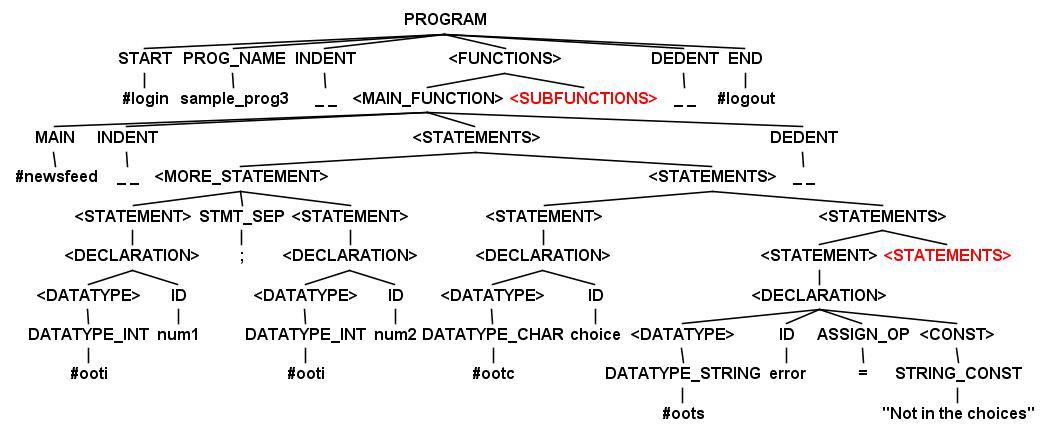 PROGRAM
START PROG_NAME INDENT <FUNCTIONS> DEDENT END
#login sample_prog3 _ _ <MAIN_FUNCTION> <SUBFUNCTIONS> _ _ #logout
MAIN INDENT <STATEMENTS> DEDENT
#newsfeed _ _ <MORE_STATEMENT> <STATEMENTS> _ _
<STATEMENT> STMT_SEP <STATEMENT> <STATEMENT> <STATEMENTS>
<DECLARATION> ; <DECLARATION> <DECLARATION> <STATEMENT> <STATEMENTS>
<DATATYPE> ID <DATATYPE> ID <DATATYPE> ID <DECLARATION>
DATATYPE_INT num1 DATATYPE_INT num2 DATATYPE_CHAR choice <DATATYPE> ID ASSIGN_OP <CONST>
#ooti #ooti #ootc DATATYPE_STRING error = STRING_CONST
#oots "Not in the choices"